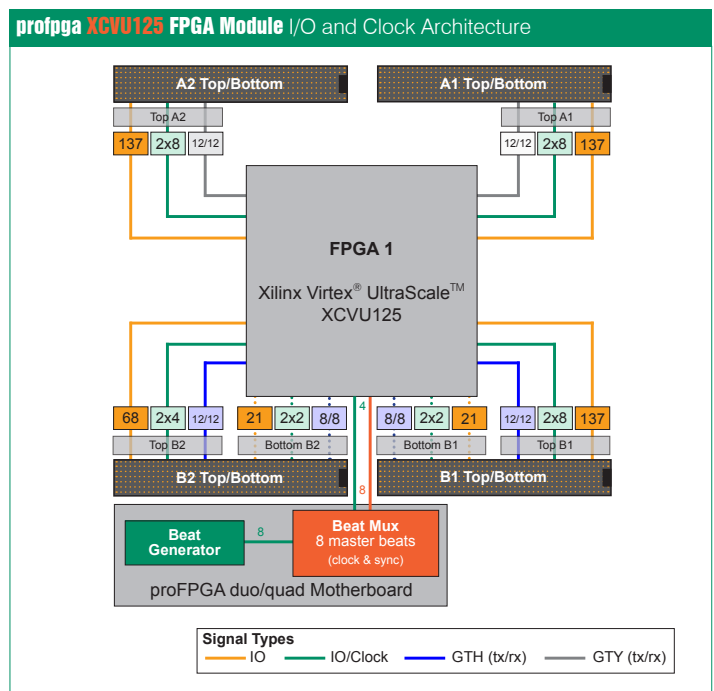 profpga XCVU125 FPGA Module I/O and Clock Architecture
A2 Top/Bottom
A1 Top/Bottom
Top A2
Top A1
137 2x8 12/12
12/12 2x8 137
FPGA 1
Xilinx Virtex® UltraScale™
XCVU125
4
68 2x4 12/12
21 2x2 8/8
8/8 2x2 21
12/12 2x8 137
Top B2
Bottom B2
Bottom B1
Top B1
B2 Top/Bottom
B1 Top/Bottom
8
Beat
Generator
8
Beat Mux
8 master beats
(clock & sync)
proFPGA duo/quad Motherboard
Signal Types
IO
IO/Clock
GTH (tx/rx)
GTY (tx/rx)